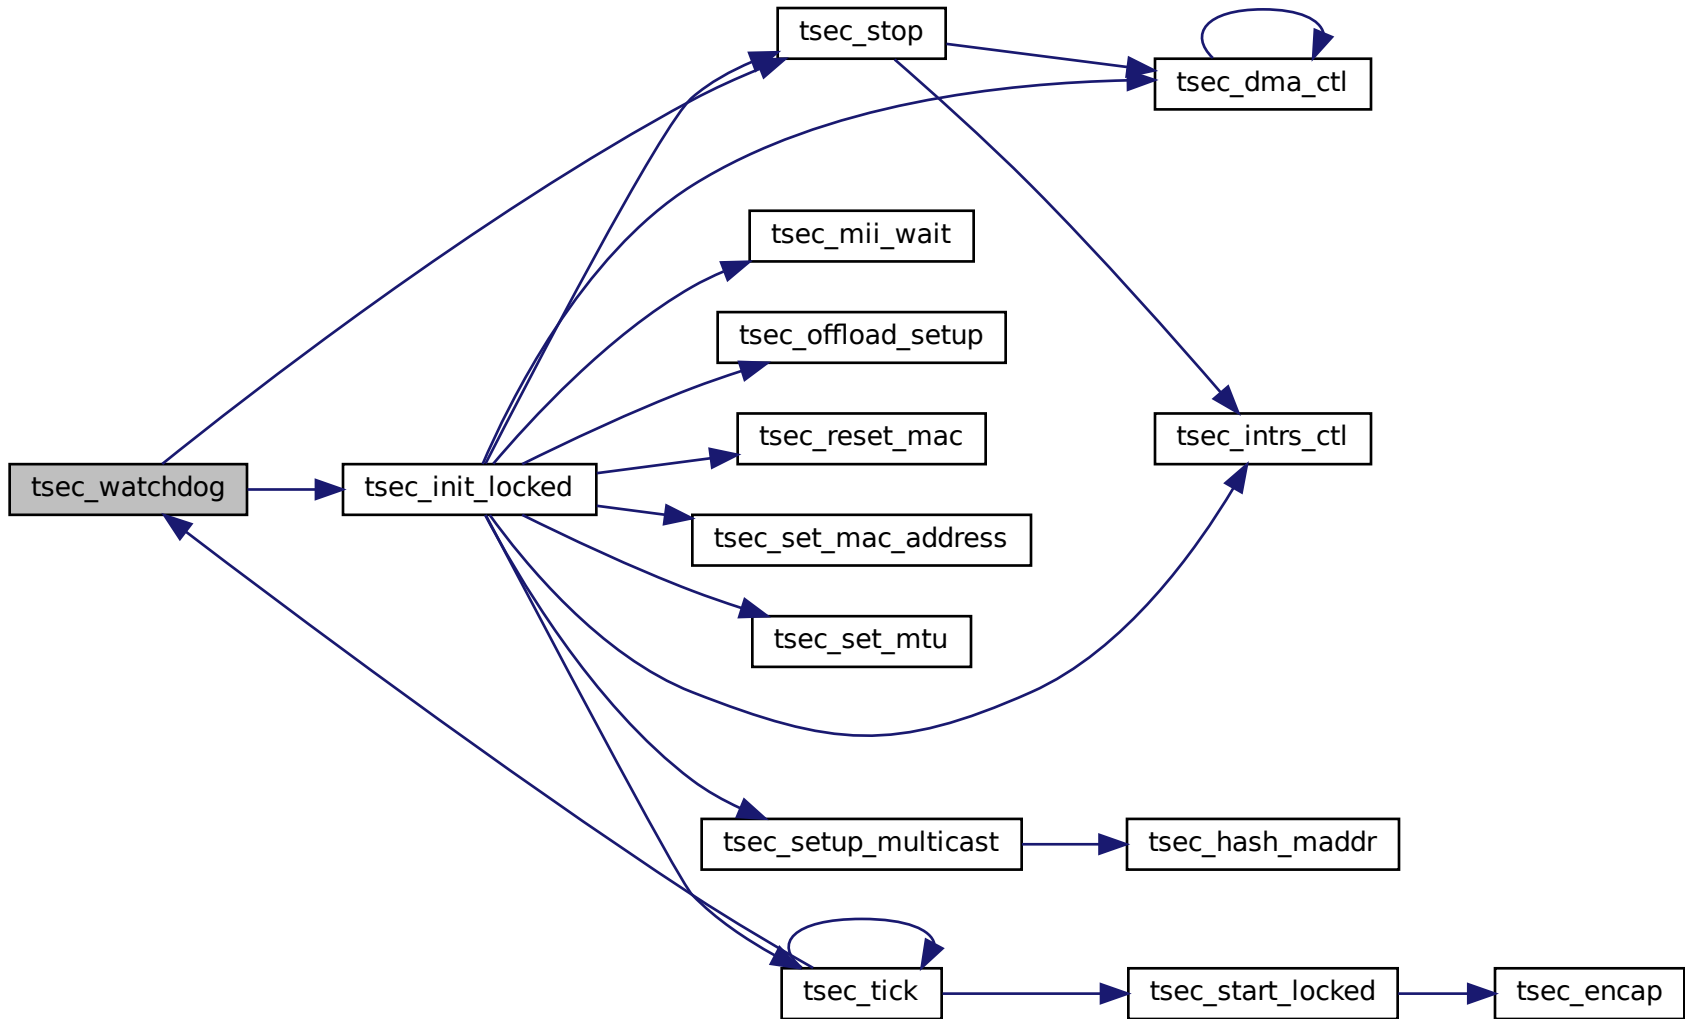 tsec_stop
tsec_dma_ctl
tsec_mii_wait
tsec_offload_setup
tsec_reset_mac
tsec_intrs_ctl
tsec_watchdog
tsec_init_locked
tsec_set_mac_address
tsec_set_mtu
tsec_setup_multicast
tsec_hash_maddr
tsec_tick
tsec_start_locked
tsec_encap